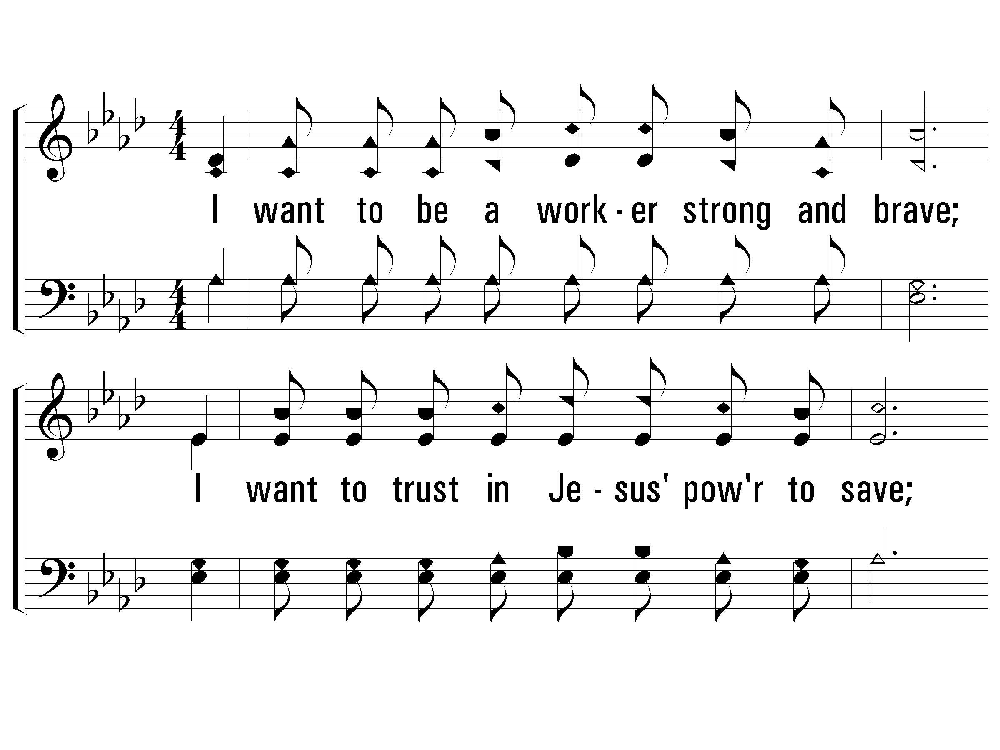 I want to be a work - er strong and brave;
I want to trust in Je - sus' pow'r to save;